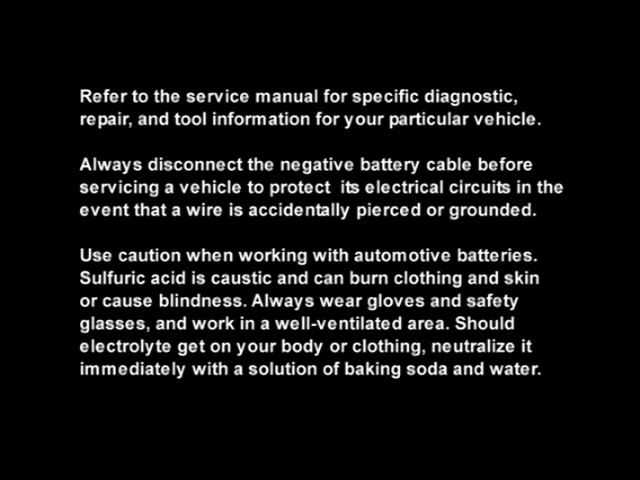 Refer to the service manual for specific diagnostic,
repair, and tool information for your particular vehicle.
Always disconnect the negative battery cable before
servicing a vehicle to protect its electrical circuits in the
event that a wire is accidentally pierced or grounded.
Use caution when working with automotive batteries.
Sulfuric acid is caustic and can burn clothing and skin
or cause blindness. Always wear gloves and safety
glasses, and work in a well-ventilated area. Should
electrolyte get on your body or clothing, neutralize it
immediately with a solution of baking soda and water.